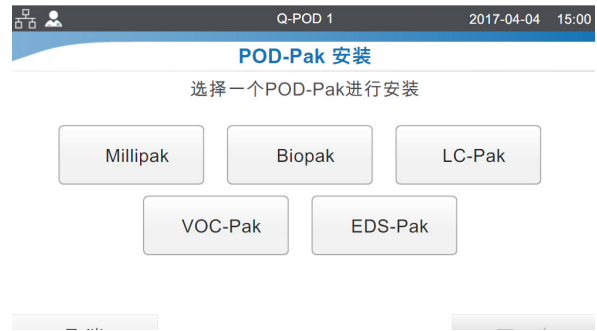 Q-POD 1 2017-04-04 15:00
POD-Pak 安装
选择一个POD-Pak进行安装
Millipak Biopak LC-Pak
VOC-Pak EDS-Pak